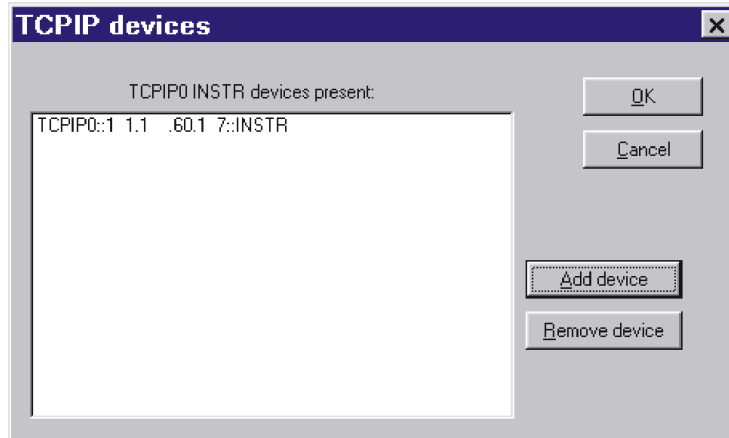 TCPIP devices
TCPIP0 INSTR devices present:
TCPIP0::1 1.1 .60.1 7::INSTR
OK
Cancel
Add device
Remove device